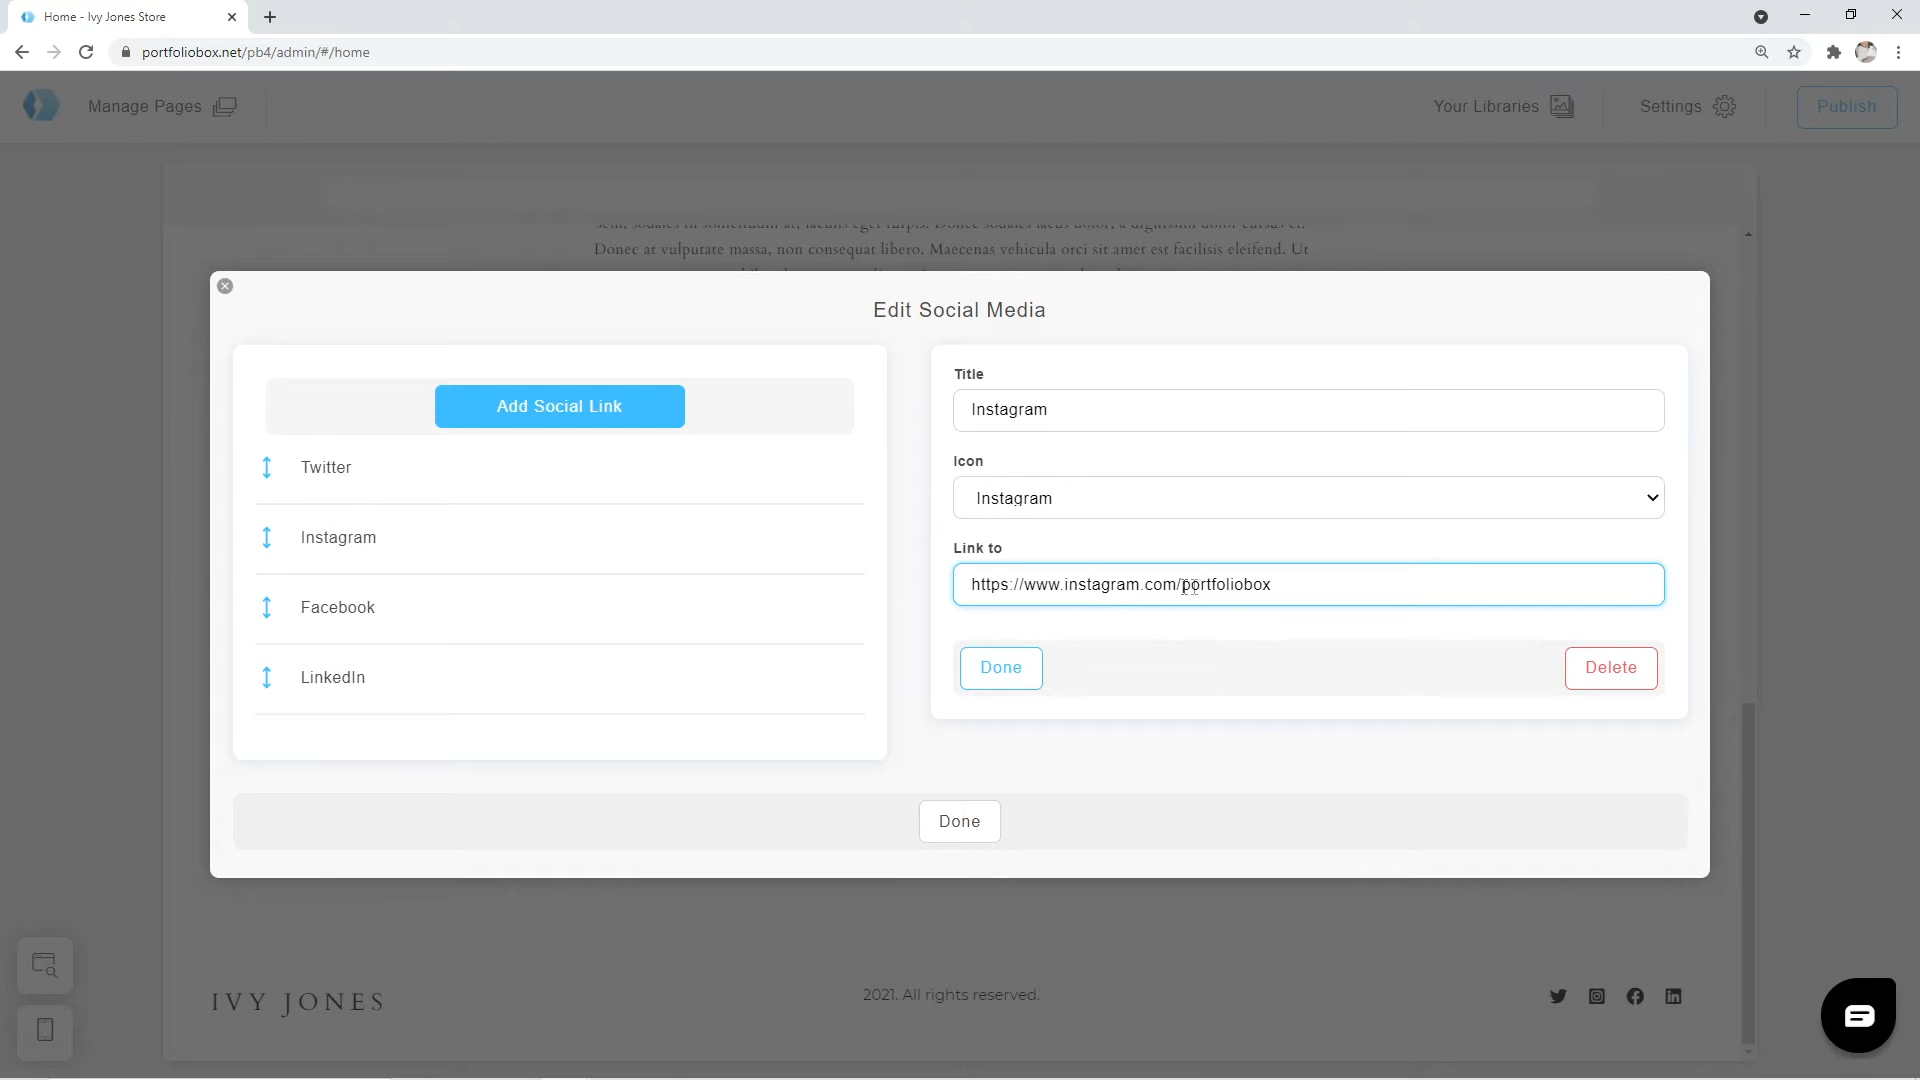 Home - Ivy Jones Store
portfoliobox.net/pb4/admin/#/home
Manage Pages
Your Libraries
Settings
Publish
Donec at vulputate massa, non consequat libero. Maecenas vehicula orci sit amet est facilisis eleifend. Ut
Edit Social Media
Add Social Link
Twitter
Instagram
Facebook
LinkedIn
Title
Instagram
Icon
Instagram
Link to
https://www.instagram.com/portfoliobox
Done
Delete
Done
IVY JONES
2021. All rights reserved.